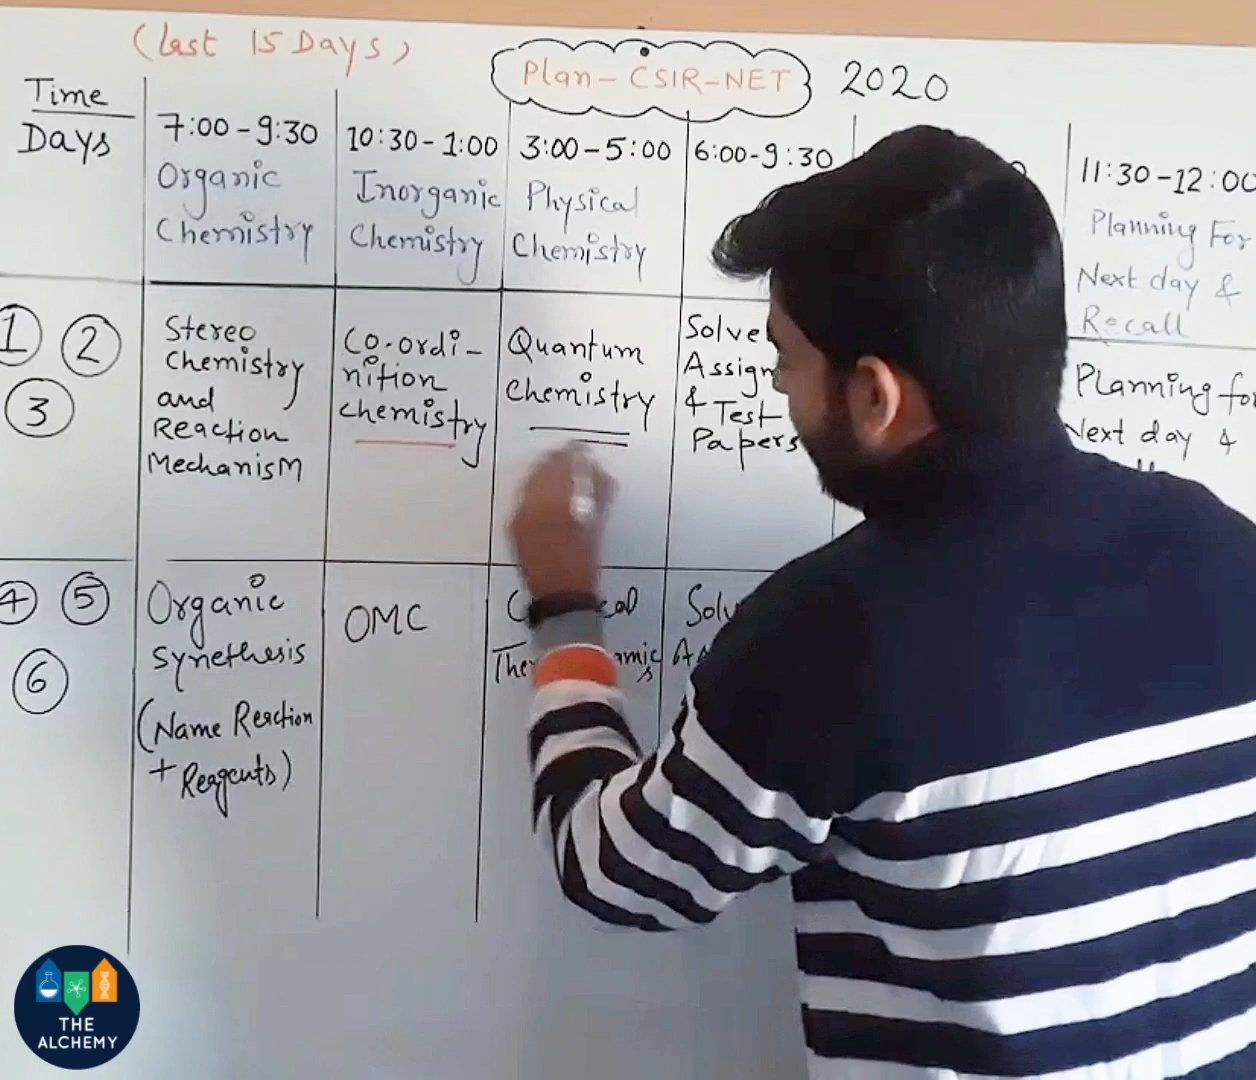 (Last 15 Days)
Plan - CSIR-NET 2020
Time
Days
7:00 - 9:30
Organic
Chemistry
10:30 - 1:00
Inorganic
Chemistry
3:00 - 5:00
Physical
Chemistry
6:00 - 9:30
11:30 - 12:00
Planning For
Next day &
Recall
1 2
3
Stereo
Chemistry
and
Reaction
MechanisM
Co-ordi-
nition
chemistry
Quantum
Chemistry
Solve
Assign
& Test
Papers
Planning for
Next day &
4 5
6
Organic
Synethesis
(Name Reaction
+ Reagents)
OMC
THE
ALCHEMY